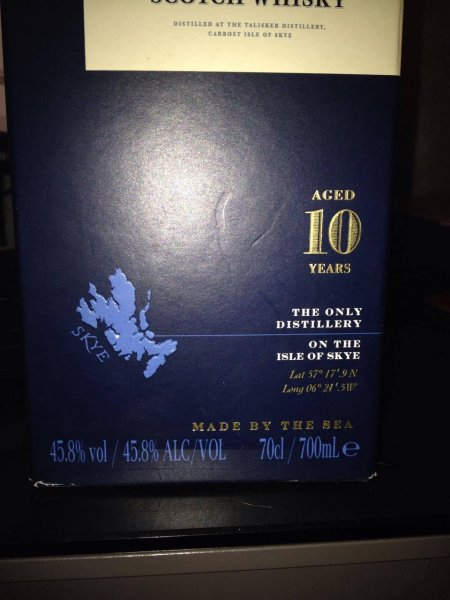 SCOTCH WHISKY
DISTILLED AT THE TALISKER DISTILLERY,
CARBOST ISLE OF SKYE
AGED
10
YEARS
SKYE
THE ONLY
DISTILLERY
ON THE
ISLE OF SKYE
Lat 57° 17'.9 N
Long 06° 21'.5W
MADE BY THE SEA
45.8% vol / 45.8% ALC/VOL 70cl / 700mL e